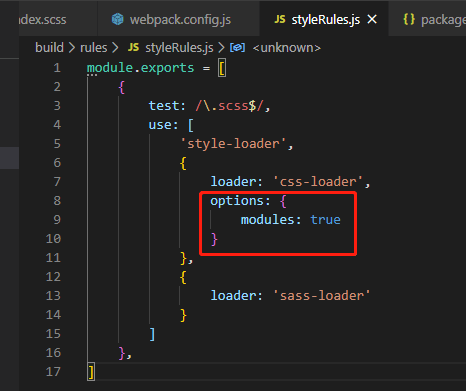 ndex.scss webpack.config.js JS styleRules.js × {} package
build > rules > JS styleRules.js > <unknown>
1 module.exports = [
2 {
3 test: /\.scss$/,
4 use: [
5 'style-loader',
6 {
7 loader: 'css-loader',
8 options: {
9 modules: true
10 }
11 },
12 {
13 loader: 'sass-loader'
14 }
15 ]
16 },
17 ]